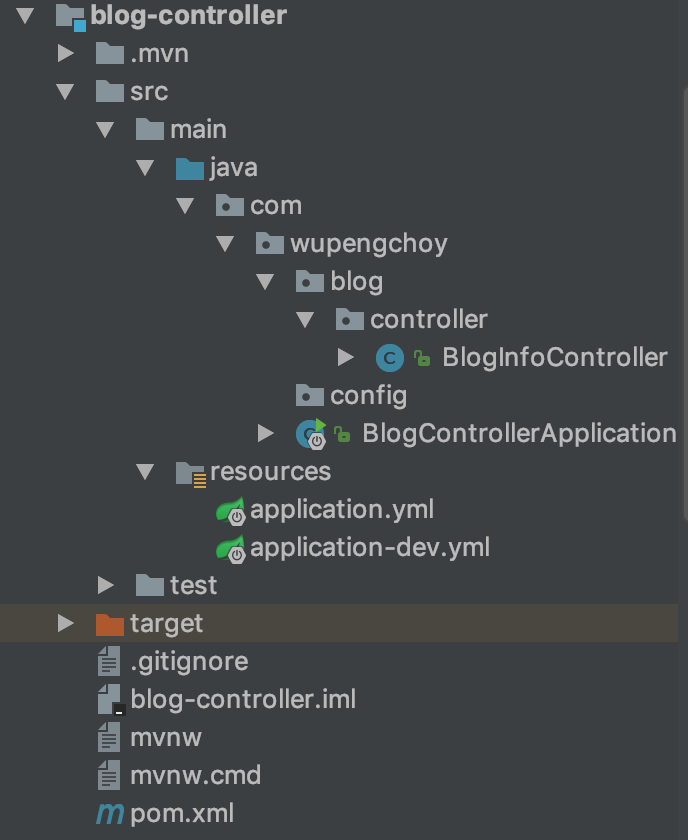 blog-controller
.mvn
src
main
java
com
wupengchoy
blog
controller
C BlogInfoController
config
BlogControllerApplication
resources
application.yml
application-dev.yml
test
target
.gitignore
blog-controller.iml
mvnw
mvnw.cmd
m pom.xml